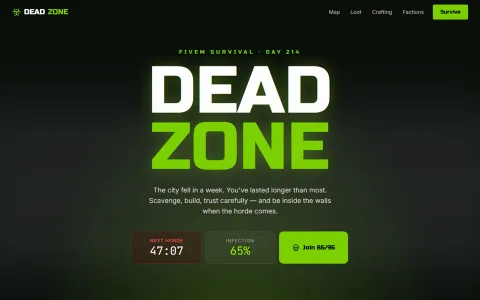 DEAD ZONE
Map Loot Crafting Factions Survive
FIVEM SURVIVAL · DAY 214
DEAD
ZONE
The city fell in a week. You've lasted longer than most.
Scavenge, build, trust carefully — and be inside the walls
when the horde comes.
NEXT HORDE
47:07
INFECTION
65%
Join 86/96